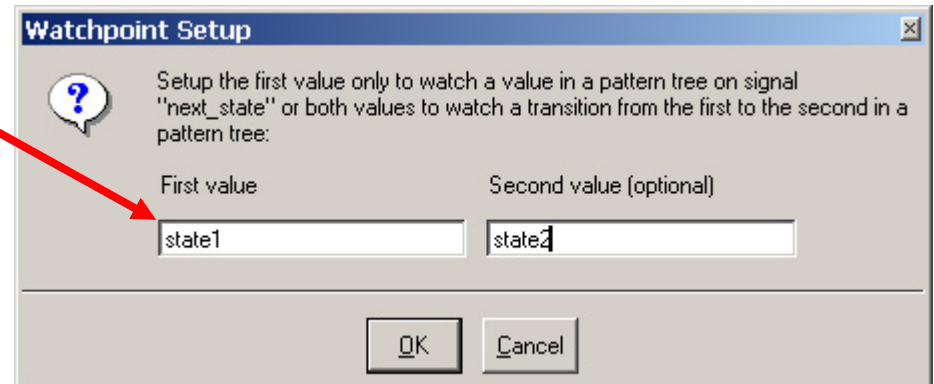 Watchpoint Setup
Setup the first value only to watch a value in a pattern tree on signal
"next_state" or both values to watch a transition from the first to the second in a
pattern tree:
First value Second value (optional)
state1 state2
OK Cancel